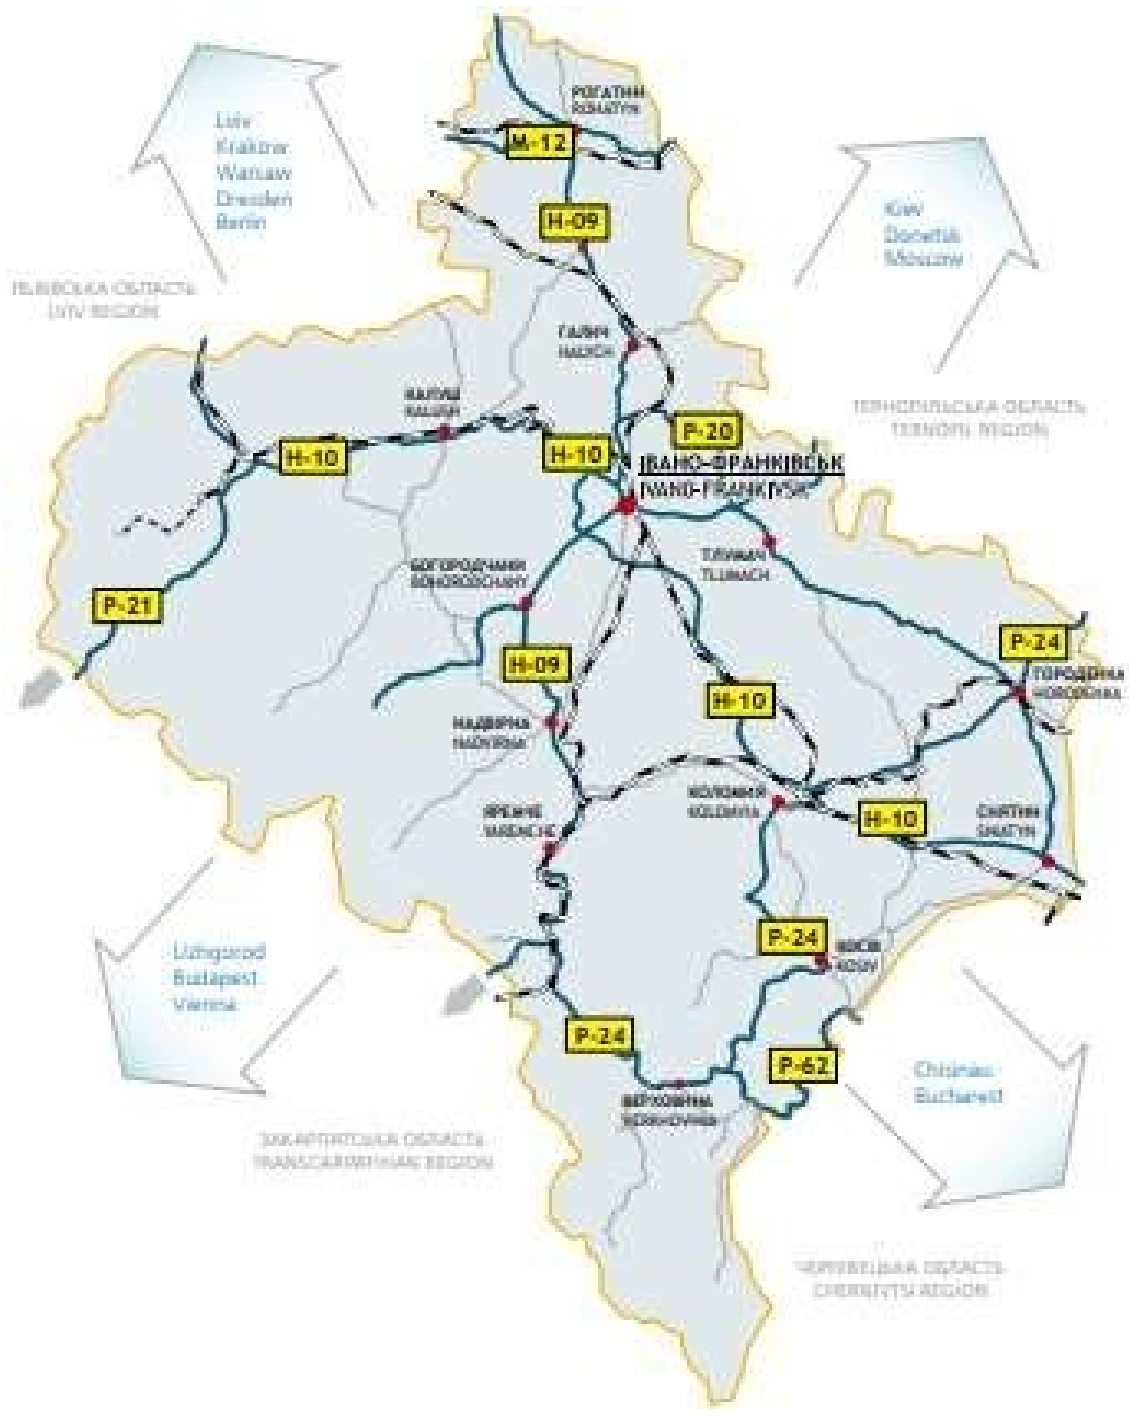 РОГАТИН
ROHATYN
M-12
Lviv
Krakow
Warsaw
Dresden
Berlin
H-09
Kiev
Donetsk
Moscow
ЛЬВІВСЬКА ОБЛАСТЬ
LVIV REGION
ГАЛИЧ
HALYCH
КАЛУШ
KALUSH
ТЕРНОПІЛЬСЬКА ОБЛАСТЬ
TERNOPIL REGION
P-20
H-10
H-10
ІВАНО-ФРАНКІВСЬК
IVANO-FRANKIVSK
БОГОРОДЧАНИ
BOHORODCHANY
ТЛУМАЧ
TLUMACH
P-21
P-24
H-09
ГОРОДЕНКА
HORODENKA
H-10
НАДВІРНА
NADVIRNA
КОЛОМИЯ
KOLOMYIA
ЯРЕМЧЕ
YAREMCHE
H-10
СНЯТИН
SNIATYN
P-24
КОСІВ
KOSIV
Uzhgorod
Budapest
Vienna
P-24
P-62
Chisinau
Bucharest
ВЕРХОВИНА
VERKHOVYNA
ЗАКАРПАТСЬКА ОБЛАСТЬ
TRANSCARPATHIAN REGION
ЧЕРНІВЕЦЬКА ОБЛАСТЬ
CHERNIVTSI REGION